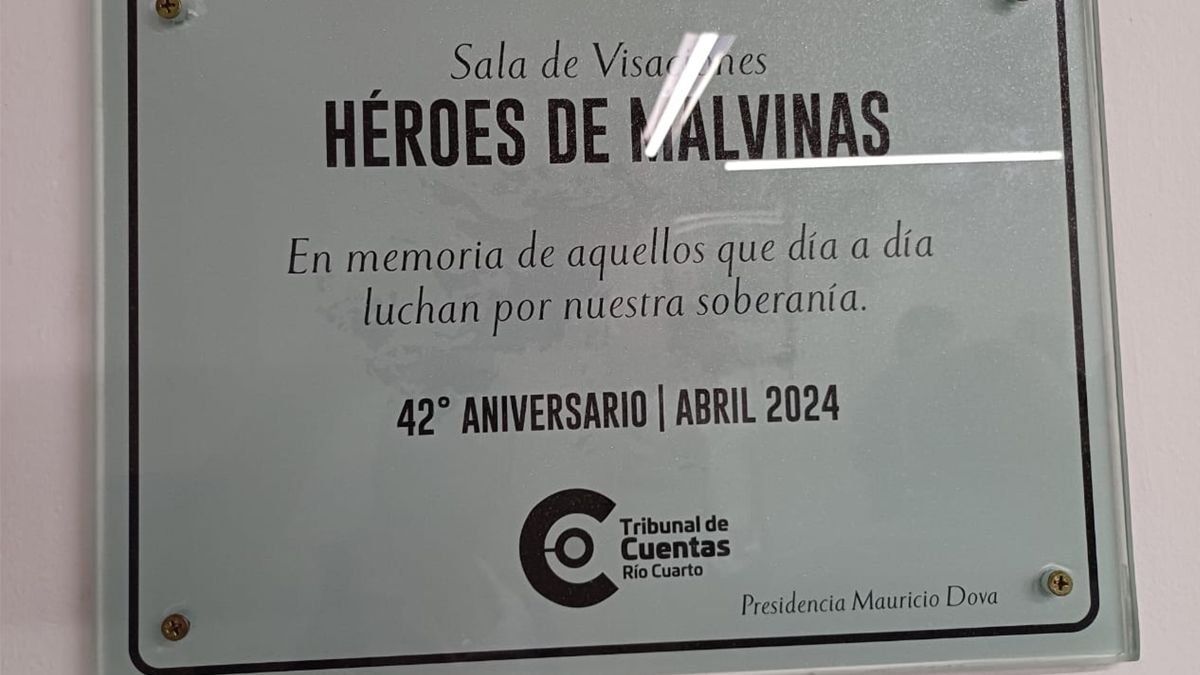 Sala de Visaciones
HÉROES DE MALVINAS
En memoria de aquellos que día a día
luchan por nuestra soberanía.
42° ANIVERSARIO | ABRIL 2024
Tribunal de
Cuentas
Río Cuarto
Presidencia Mauricio Dova